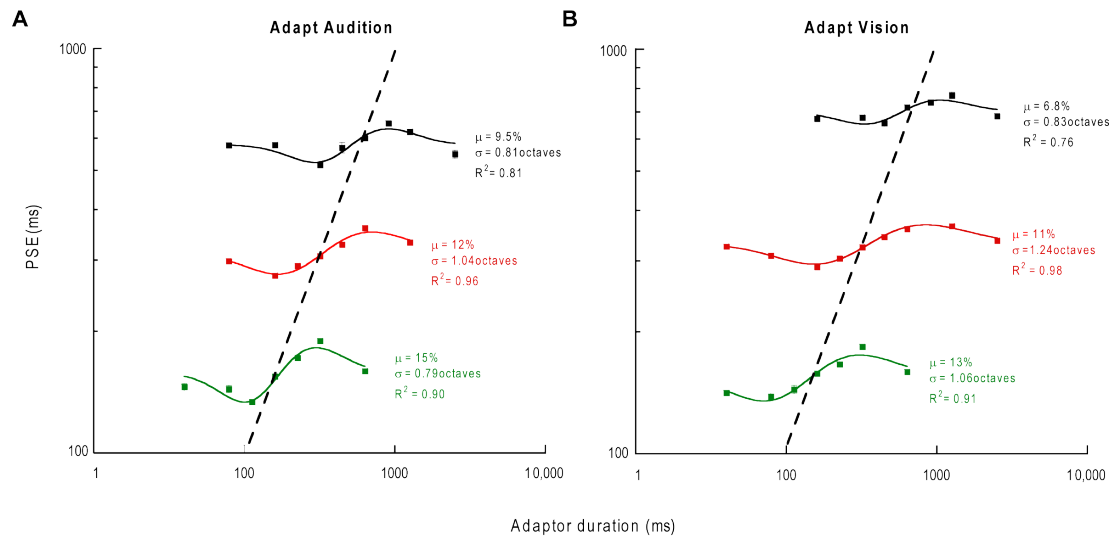 A
Adapt Audition
1000
μ = 9.5%
σ = 0.81octaves
R² = 0.81
μ = 12%
σ = 1.04octaves
R² = 0.96
μ = 15%
σ = 0.79octaves
R² = 0.90
100
1
100
1000
10,000
PSE (ms)
B
Adapt Vision
1000
μ = 6.8%
σ = 0.83octaves
R² = 0.76
μ = 11%
σ = 1.24octaves
R² = 0.98
μ = 13%
σ = 1.06octaves
R² = 0.91
100
1
100
1000
10,000
Adaptor duration (ms)